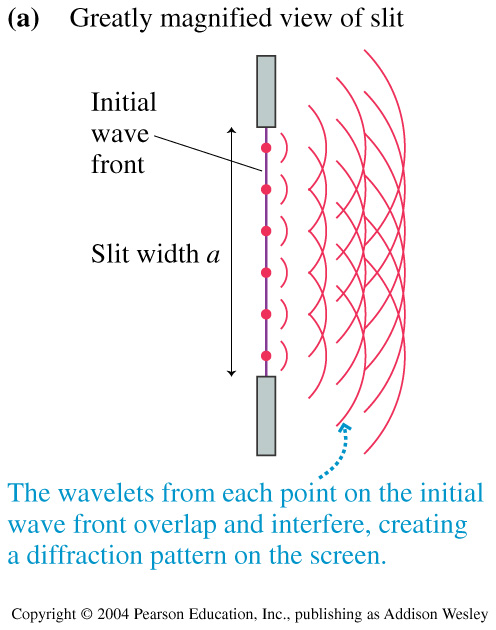 (a) Greatly magnified view of slit
Initial
wave
front
Slit width a
The wavelets from each point on the initial
wave front overlap and interfere, creating
a diffraction pattern on the screen.
Copyright © 2004 Pearson Education, Inc., publishing as Addison Wesley